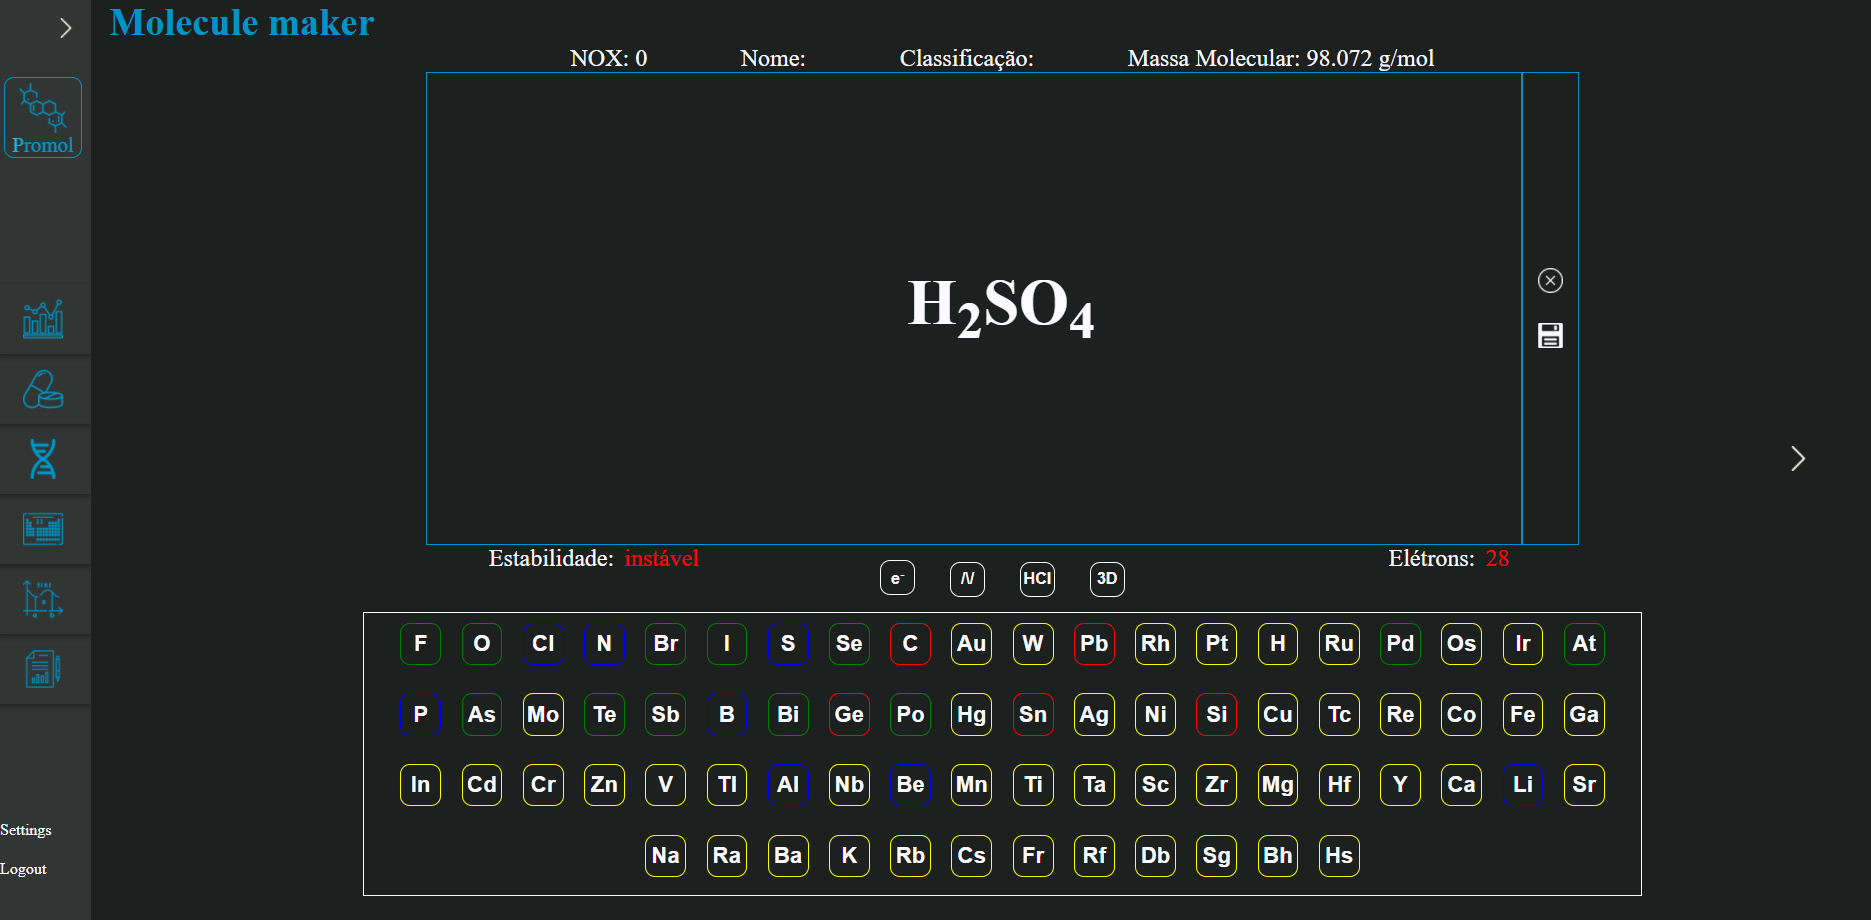 Molecule maker
NOX: 0 Nome: Classificação: Massa Molecular: 98.072 g/mol
Promol
H₂SO₄
Estabilidade: instável Elétrons: 28
e⁻ /\/ HCl 3D
F O Cl N Br I S Se C Au W Pb Rh Pt H Ru Pd Os Ir At
P As Mo Te Sb B Bi Ge Po Hg Sn Ag Ni Si Cu Tc Re Co Fe Ga
In Cd Cr Zn V Tl Al Nb Be Mn Ti Ta Sc Zr Mg Hf Y Ca Li Sr
Na Ra Ba K Rb Cs Fr Rf Db Sg Bh Hs
Settings
Logout